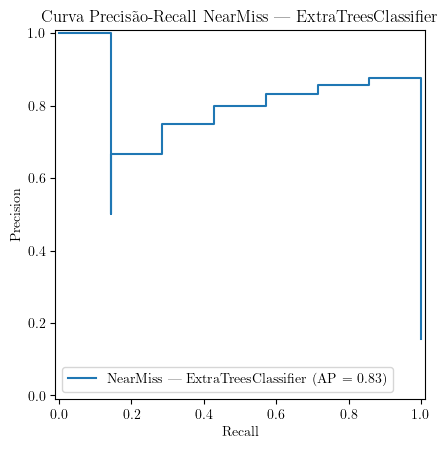 Curva Precisão-Recall NearMiss — ExtraTreesClassifier
1.0
0.8
0.6
0.4
0.2
0.0
Precision
NearMiss — ExtraTreesClassifier (AP = 0.83)
0.0 0.2 0.4 0.6 0.8 1.0
Recall